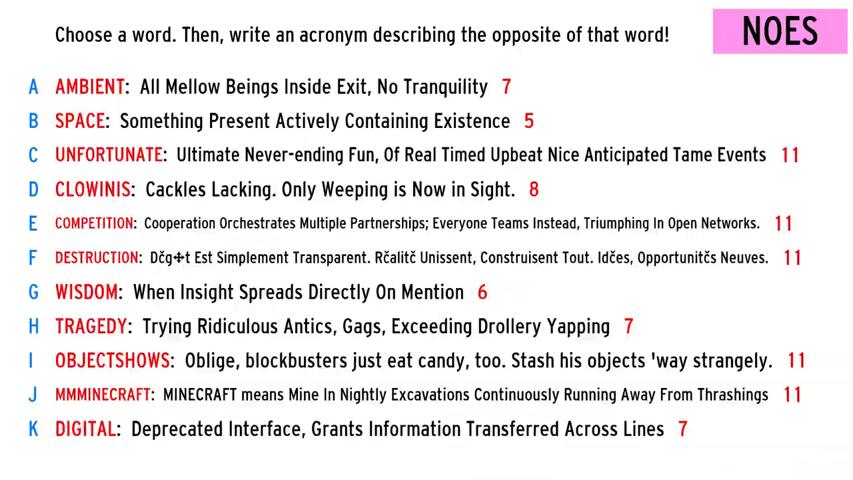 Choose a word. Then, write an acronym describing the opposite of that word!
NOES
A AMBIENT: All Mellow Beings Inside Exit, No Tranquility 7
B SPACE: Something Present Actively Containing Existence 5
C UNFORTUNATE: Ultimate Never-ending Fun, Of Real Timed Upbeat Nice Anticipated Tame Events 11
D CLOWINIS: Cackles Lacking. Only Weeping is Now in Sight. 8
E COMPETITION: Cooperation Orchestrates Multiple Partnerships; Everyone Teams Instead, Triumphing In Open Networks. 11
F DESTRUCTION: Dčg✢t Est Simplement Transparent. Rčalitč Unissent, Construisent Tout. Idčes, Opportunitčs Neuves. 11
G WISDOM: When Insight Spreads Directly On Mention 6
H TRAGEDY: Trying Ridiculous Antics, Gags, Exceeding Drollery Yapping 7
I OBJECTSHOWS: Oblige, blockbusters just eat candy, too. Stash his objects 'way strangely. 11
J MMMINECRAFT: MINECRAFT means Mine In Nightly Excavations Continuously Running Away From Thrashings 11
K DIGITAL: Deprecated Interface, Grants Information Transferred Across Lines 7